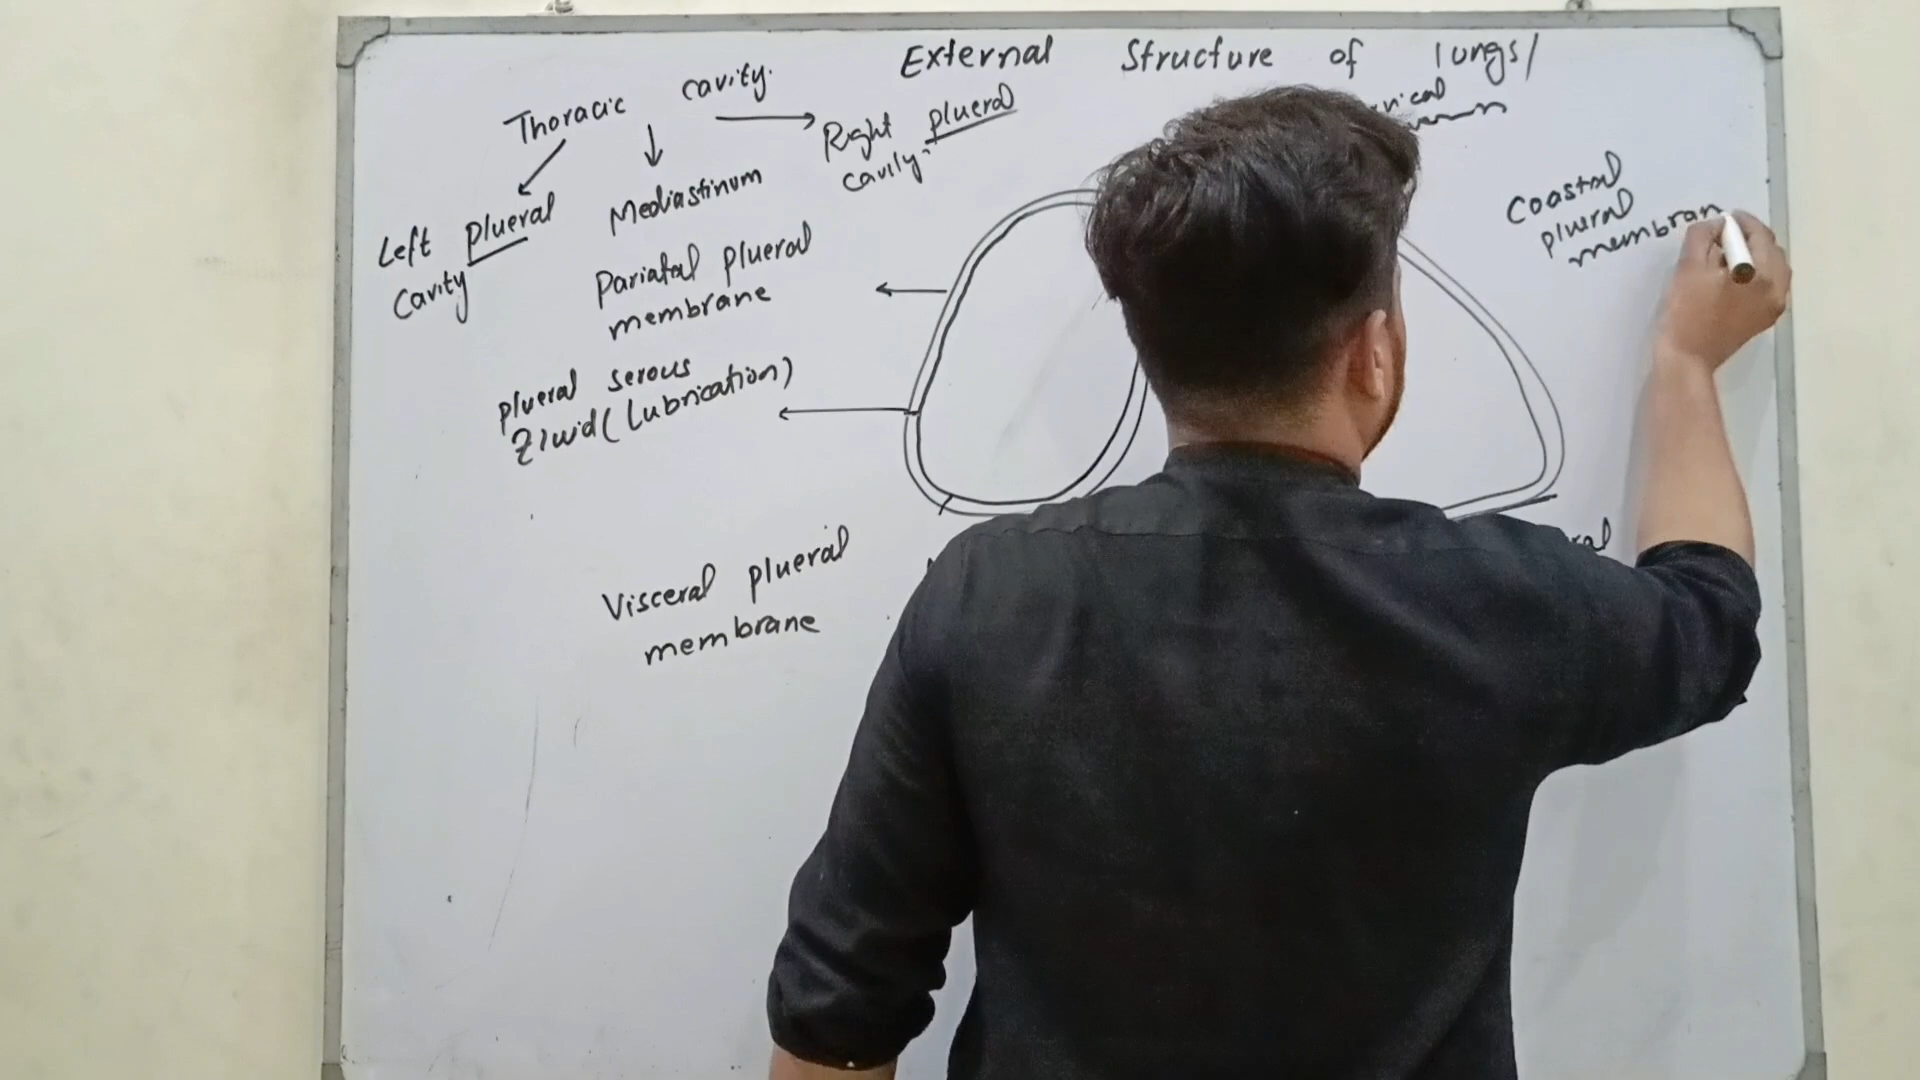 External Structure of lungs/
Thoracic cavity.
Right plueral
cavity.
Left plueral
cavity
Mediastinum
Pariatal plueral
membrane
plueral serous
fluid (Lubrication)
Visceral plueral
membrane
Coastal
plueral
membran